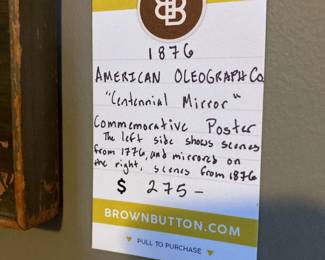 BB
1876
AMERICAN OLEOGRAPH Co.
"Centennial Mirror"
Commemorative Poster
The left side shows scenes
from 1776, and mirrored on
the right, scenes from 1876
$ 275-
BROWNBUTTON.COM
PULL TO PURCHASE